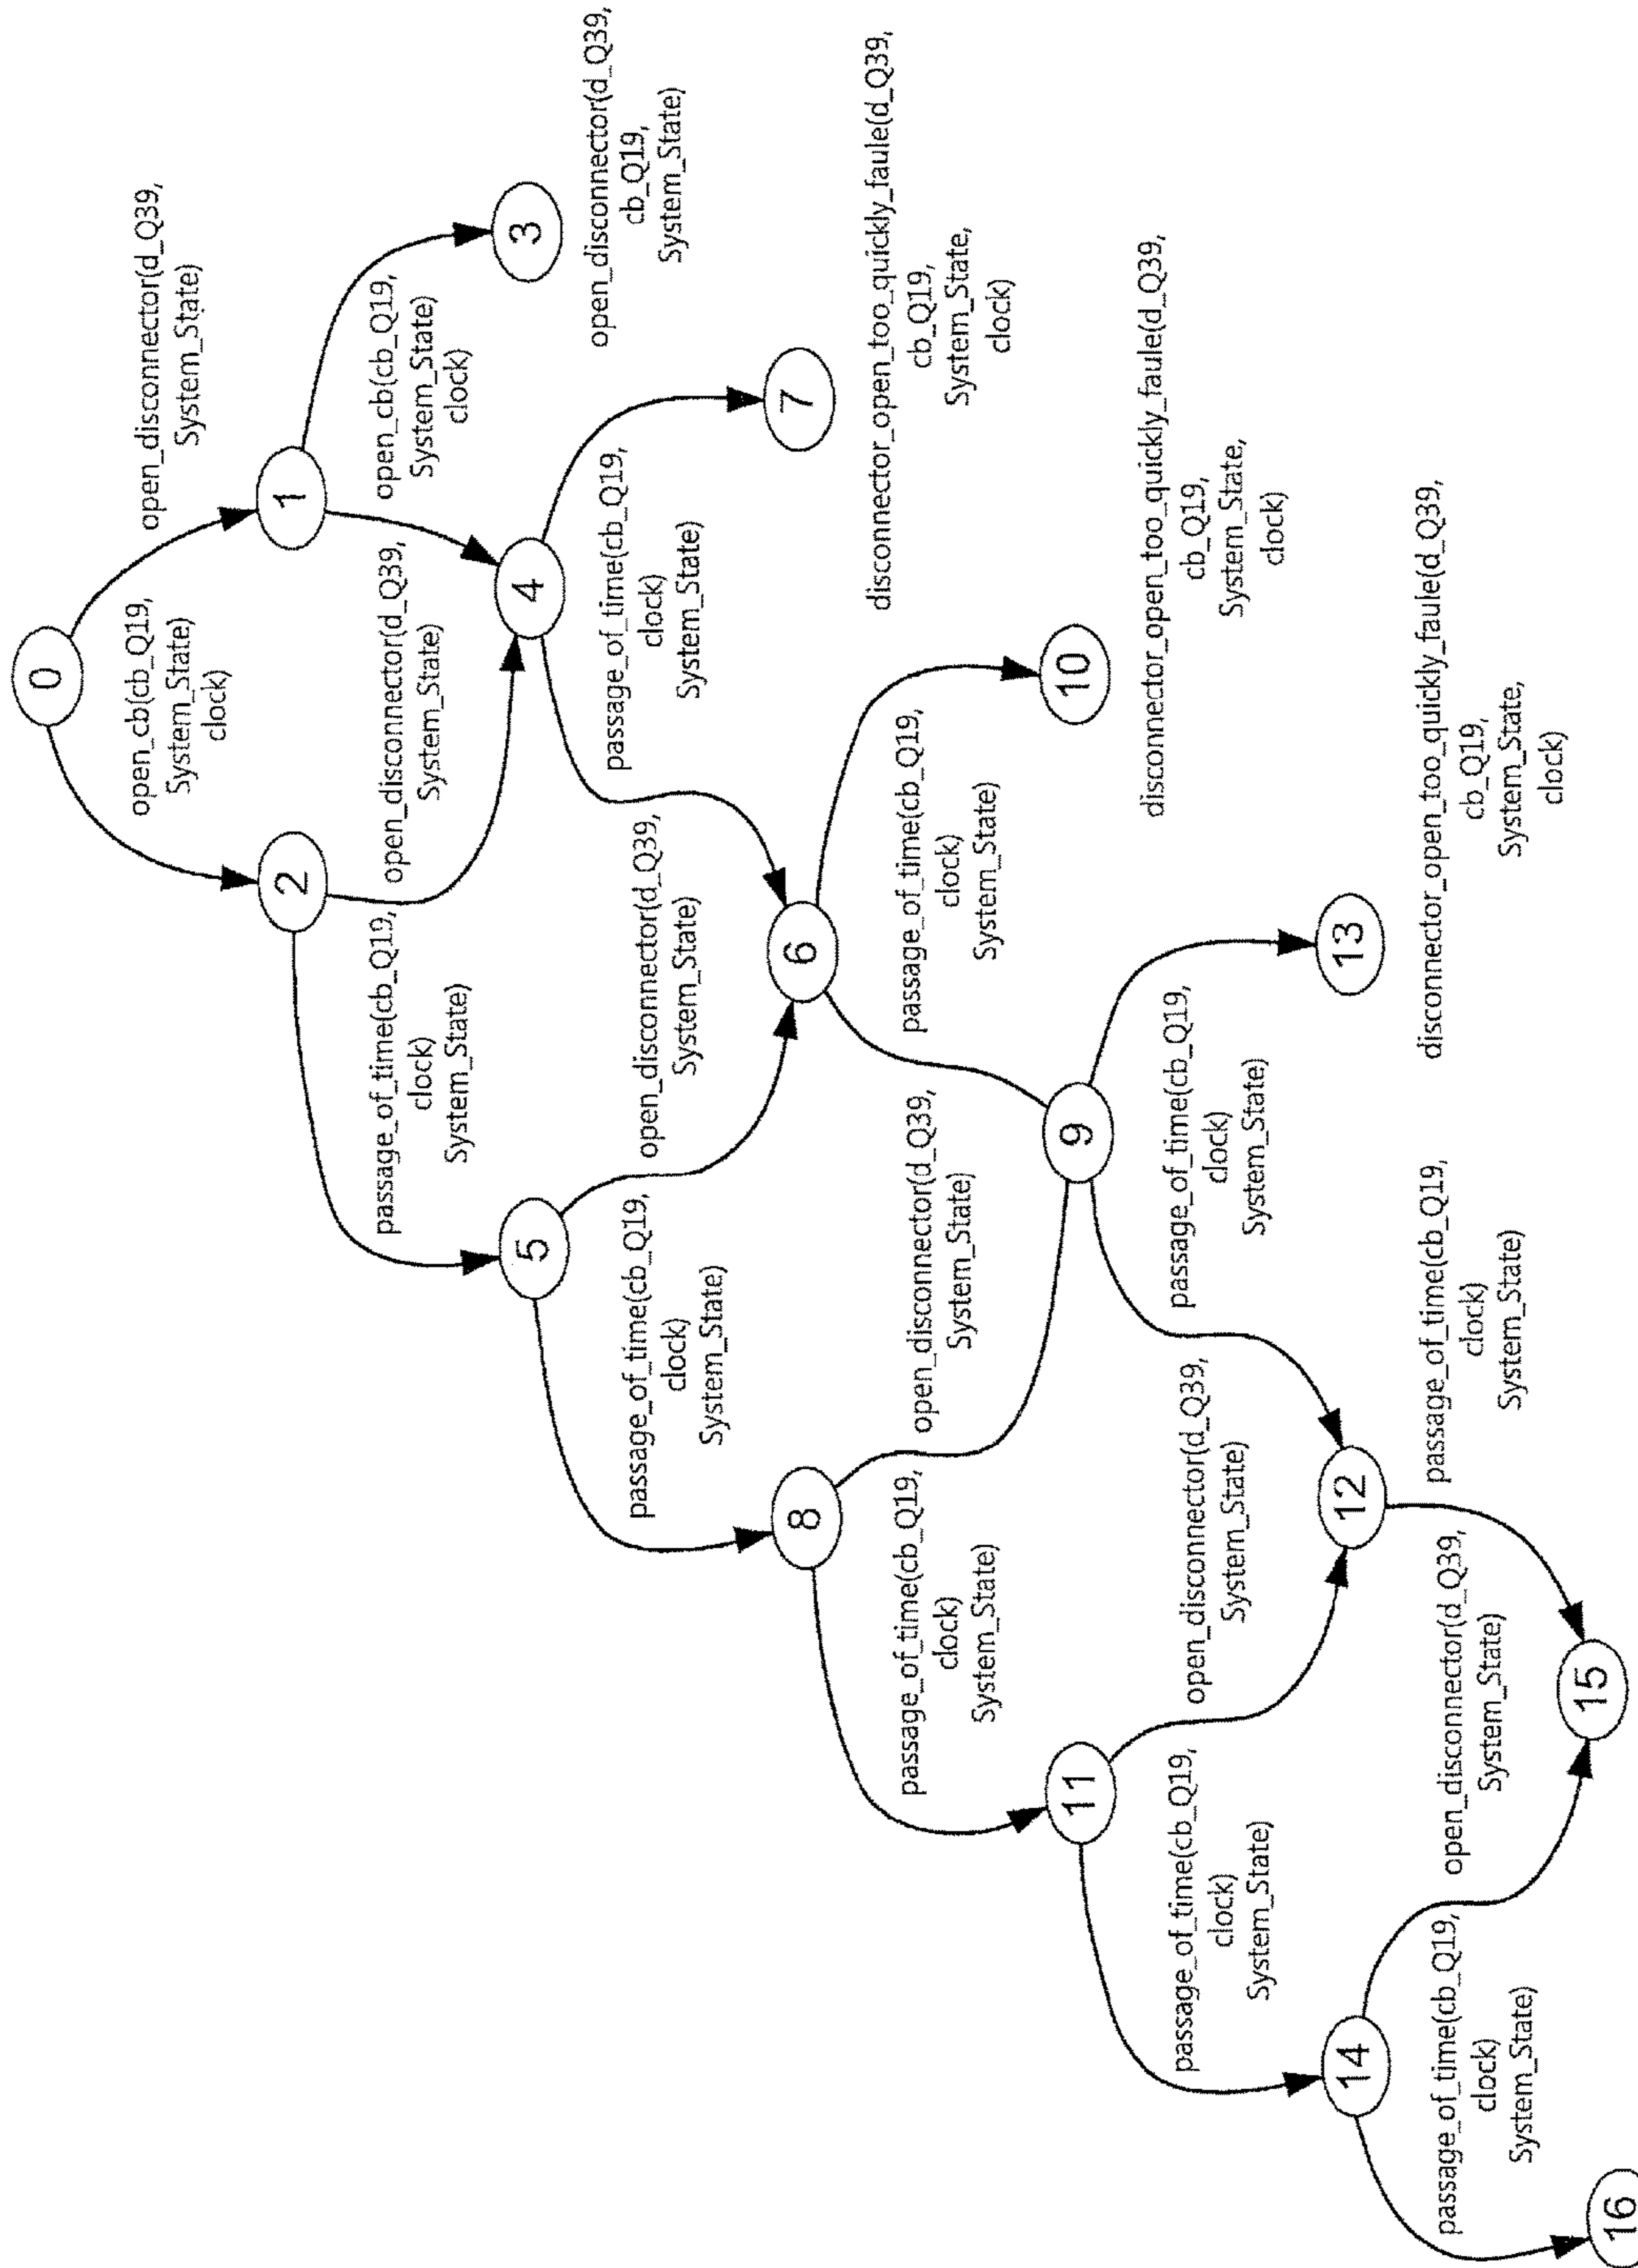 0
open_cb(cb_Q19,
System_State)
clock)
open_disconnector(d_Q39,
System_State)
2
1
passage_of_time(cb_Q19,
clock)
System_State)
open_disconnector(d_Q39,
System_State)
open_cb(cb_Q19,
System_State)
clock)
open_disconnector(d_Q39,
cb_Q19,
System_State)
5
4
3
passage_of_time(cb_Q19,
clock)
System_State)
open_disconnector(d_Q39,
System_State)
passage_of_time(cb_Q19,
clock)
System_State)
disconnector_open_too_quickly_faule(d_Q39,
cb_Q19,
System_State,
clock)
8
6
7
passage_of_time(cb_Q19,
clock)
System_State)
open_disconnector(d_Q39,
System_State)
passage_of_time(cb_Q19,
clock)
System_State)
disconnector_open_too_quickly_faule(d_Q39,
cb_Q19,
System_State,
clock)
11
9
10
passage_of_time(cb_Q19,
clock)
System_State)
open_disconnector(d_Q39,
System_State)
passage_of_time(cb_Q19,
clock)
System_State)
disconnector_open_too_quickly_faule(d_Q39,
cb_Q19,
System_State,
clock)
14
12
13
passage_of_time(cb_Q19,
clock)
System_State)
open_disconnector(d_Q39,
System_State)
passage_of_time(cb_Q19,
clock)
System_State)
16
15